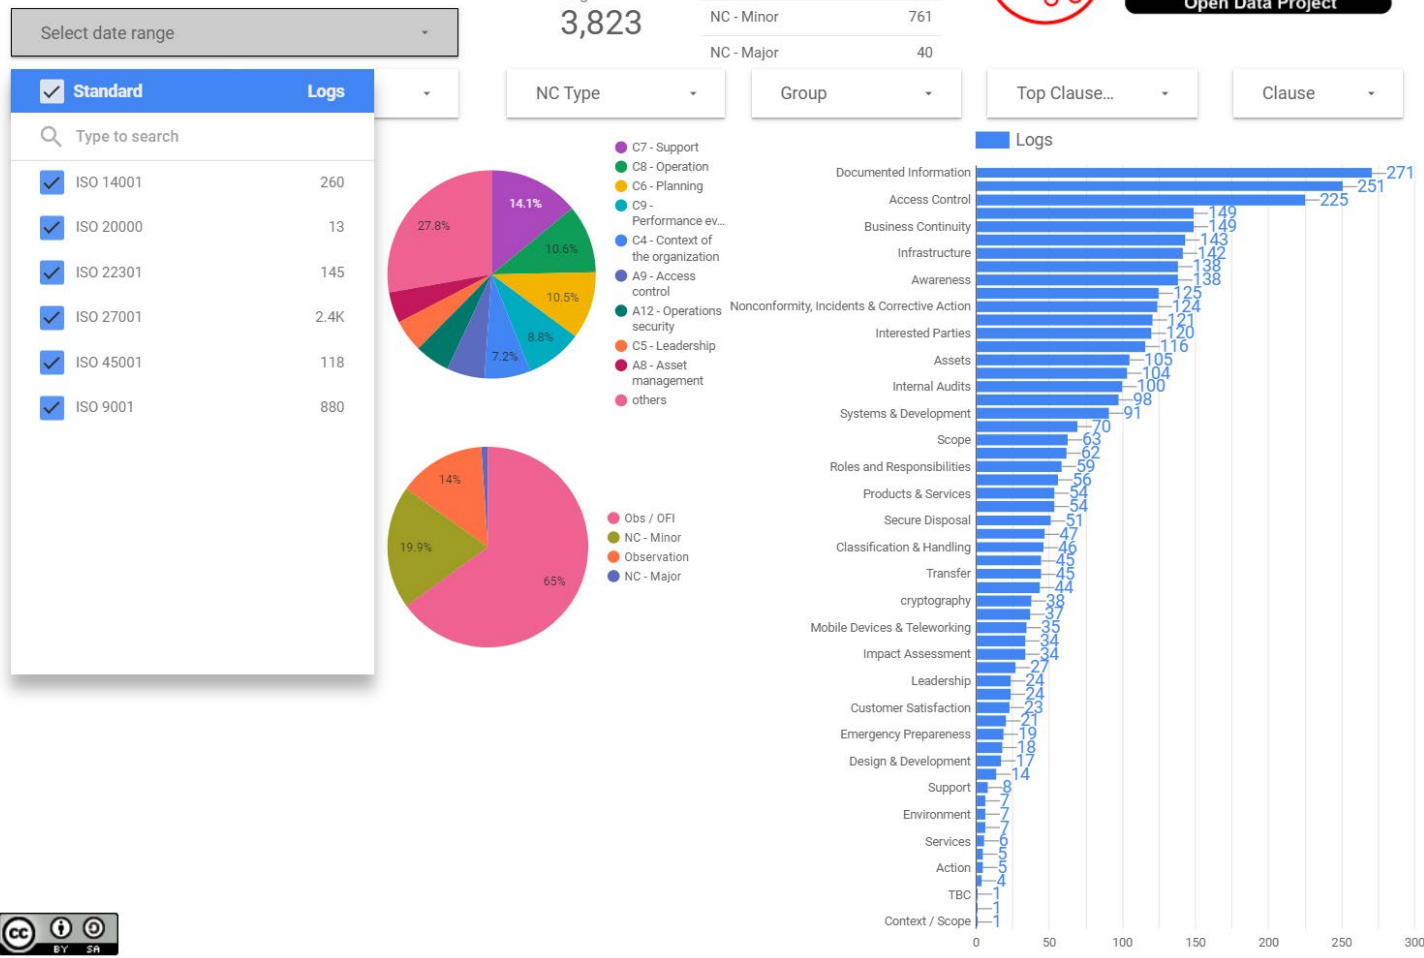 3,823
NC - Minor 761
NC - Major 40
Open Data Project
Select date range
Standard Logs
Type to search
ISO 14001 260
ISO 20000 13
ISO 22301 145
ISO 27001 2.4K
ISO 45001 118
ISO 9001 880
NC Type
Group
Top Clause...
Clause
C7 - Support
C8 - Operation
C6 - Planning
C9 -
Performance ev...
C4 - Context of
the organization
A9 - Access
control
A12 - Operations
security
C5 - Leadership
A8 - Asset
management
others
14.1%
10.6%
10.5%
8.8%
7.2%
27.8%
Obs / OFI
NC - Minor
Observation
NC - Major
14%
19.9%
65%
Logs
Documented Information 271
251
Access Control 225
149
Business Continuity 149
143
Infrastructure 142
138
Awareness 138
125
Nonconformity, Incidents & Corrective Action 124
121
Interested Parties 120
116
Assets 105
104
Internal Audits 100
98
Systems & Development 91
70
Scope 63
62
Roles and Responsibilities 59
56
Products & Services 54
54
Secure Disposal 51
47
Classification & Handling 46
45
Transfer 45
44
cryptography 38
37
Mobile Devices & Teleworking 35
34
Impact Assessment 34
27
Leadership 24
24
Customer Satisfaction 23
21
Emergency Prepareness 19
18
Design & Development 17
14
Support 8
7
Environment 7
7
Services 6
5
Action 5
4
TBC 1
1
Context / Scope 1
0 50 100 150 200 250 300
cc
BY SA